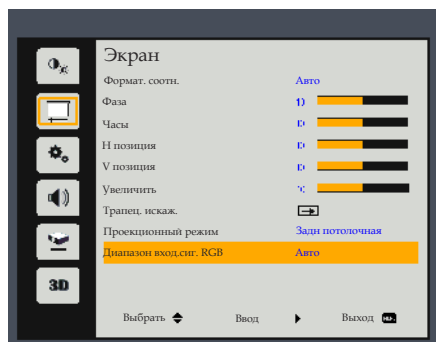 Экран
Формат. соотн. Авто
Фаза
Часы
H позиция
V позиция
Увеличить
Трапец. искаж.
Проекционный режим Задн потолочная
Диапазон вход.сиг. RGB Авто
3D
Выбрать Ввод Выход